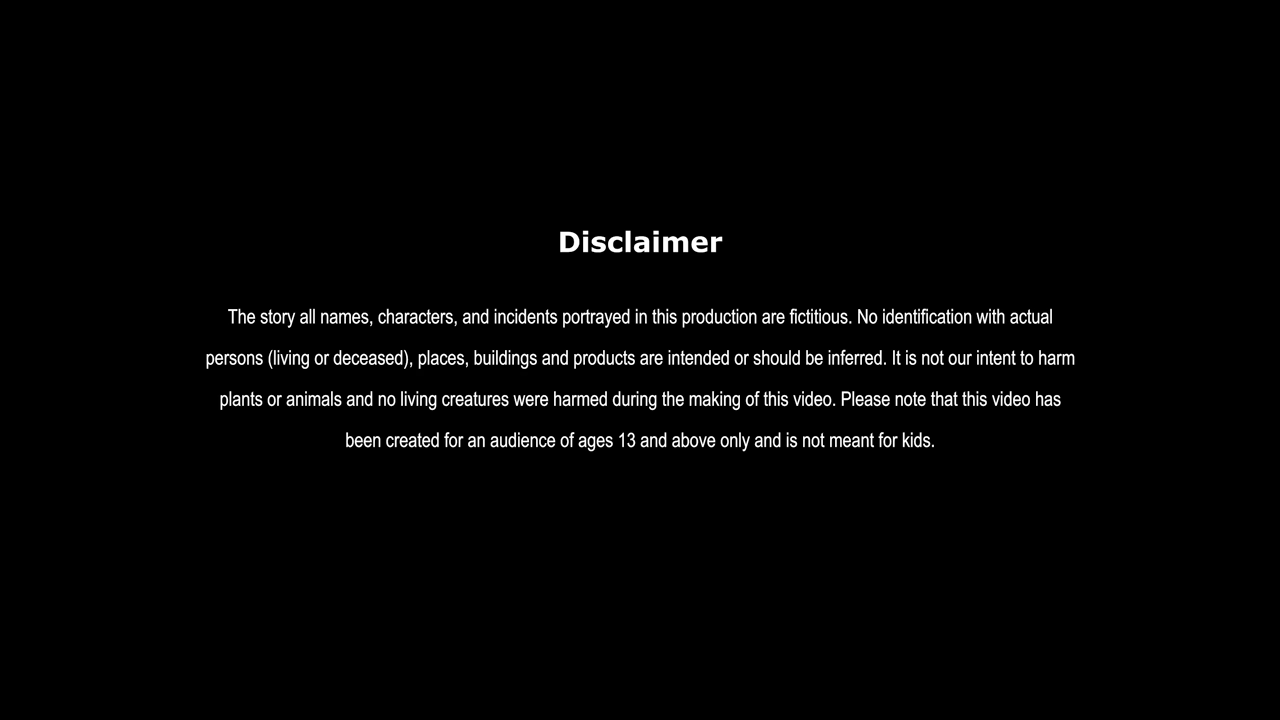 Disclaimer
The story all names, characters, and incidents portrayed in this production are fictitious. No identification with actual
persons (living or deceased), places, buildings and products are intended or should be inferred. It is not our intent to harm
plants or animals and no living creatures were harmed during the making of this video. Please note that this video has
been created for an audience of ages 13 and above only and is not meant for kids.